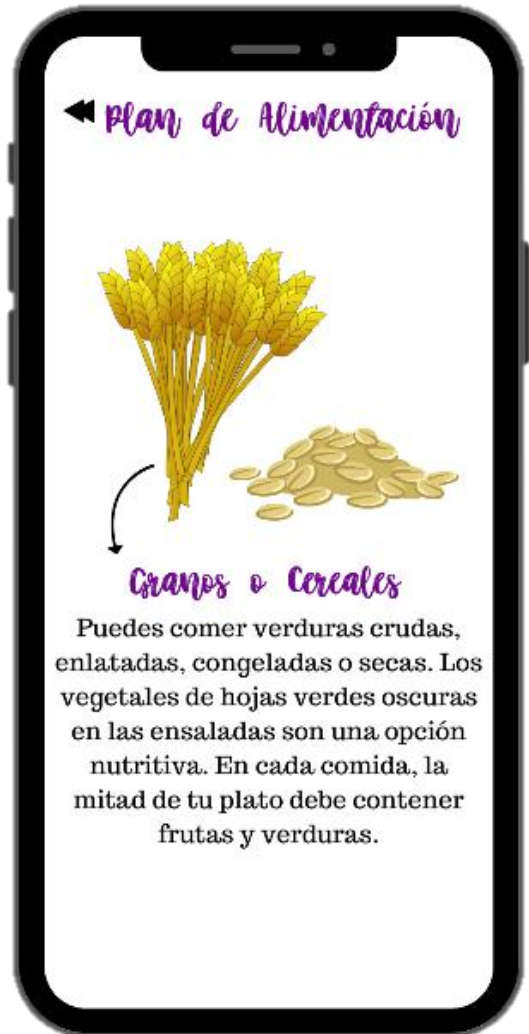 Plan de Alimentación
Granos o Cereales
Puedes comer verduras crudas,
enlatadas, congeladas o secas. Los
vegetales de hojas verdes oscuras
en las ensaladas son una opción
nutritiva. En cada comida, la
mitad de tu plato debe contener
frutas y verduras.